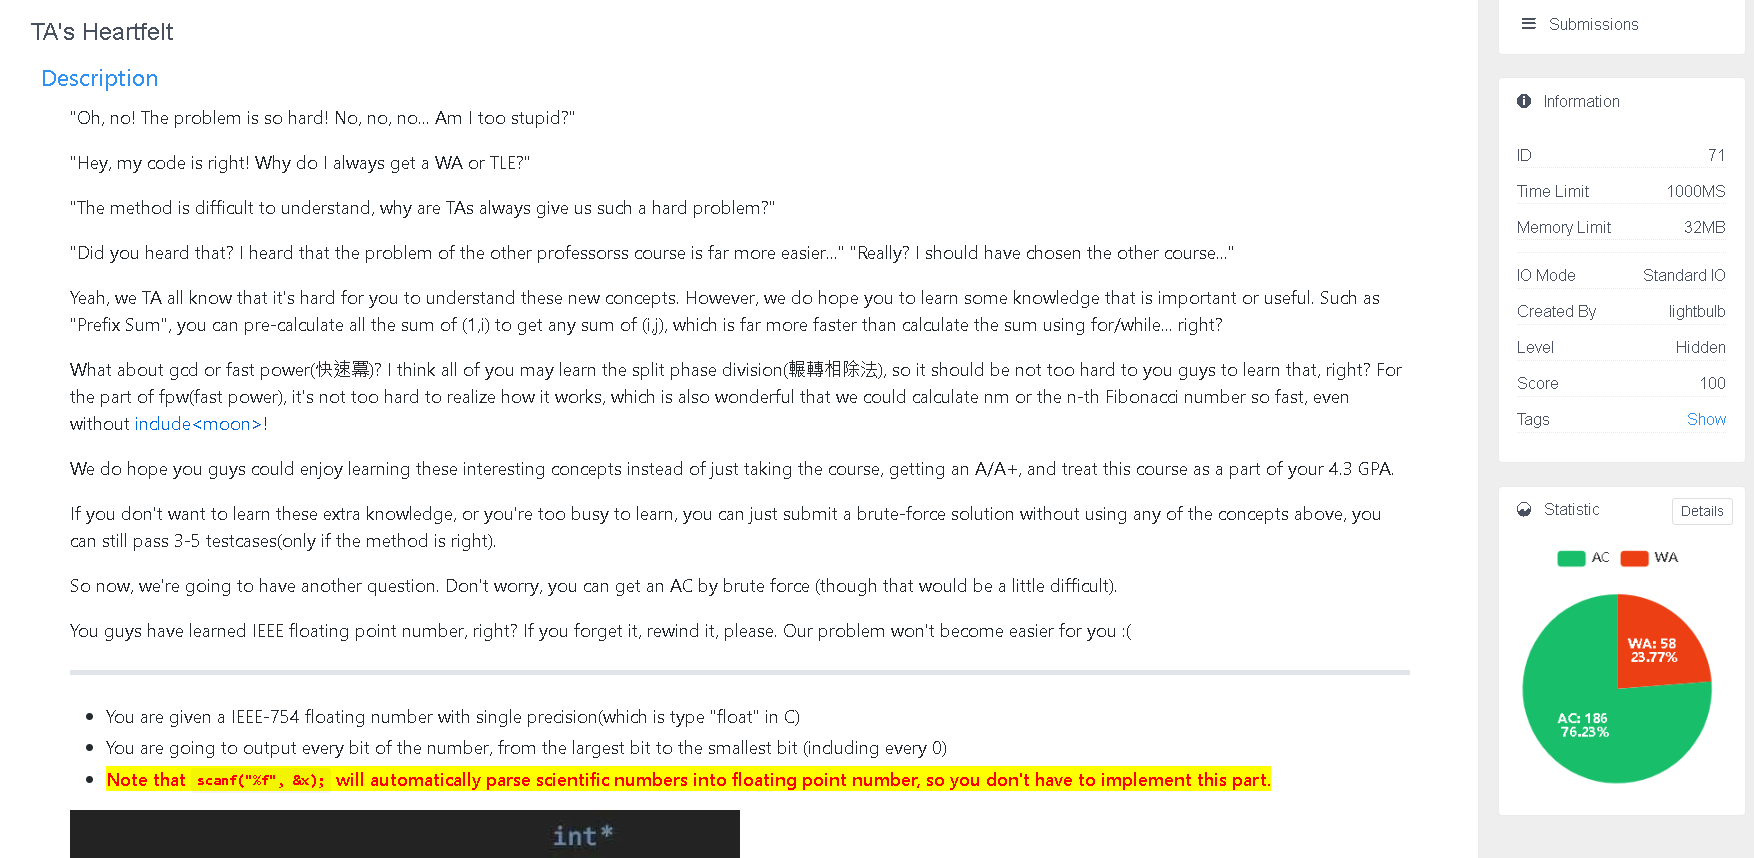 TA's Heartfelt
Description
"Oh, no! The problem is so hard! No, no, no... Am I too stupid?"
"Hey, my code is right! Why do I always get a WA or TLE?"
"The method is difficult to understand, why are TAs always give us such a hard problem?"
"Did you heard that? I heard that the problem of the other professorss course is far more easier..." "Really? I should have chosen the other course..."
Yeah, we TA all know that it's hard for you to understand these new concepts. However, we do hope you to learn some knowledge that is important or useful. Such as
"Prefix Sum", you can pre-calculate all the sum of (1,i) to get any sum of (i,j), which is far more faster than calculate the sum using for/while... right?
What about gcd or fast power(快速冪)? I think all of you may learn the split phase division(輾轉相除法), so it should be not too hard to you guys to learn that, right? For
the part of fpw(fast power), it's not too hard to realize how it works, which is also wonderful that we could calculate nm or the n-th Fibonacci number so fast, even
without include<moon>!
We do hope you guys could enjoy learning these interesting concepts instead of just taking the course, getting an A/A+, and treat this course as a part of your 4.3 GPA.
If you don't want to learn these extra knowledge, or you're too busy to learn, you can just submit a brute-force solution without using any of the concepts above, you
can still pass 3-5 testcases(only if the method is right).
So now, we're going to have another question. Don't worry, you can get an AC by brute force (though that would be a little difficult).
You guys have learned IEEE floating point number, right? If you forget it, rewind it, please. Our problem won't become easier for you :(
• You are given a IEEE-754 floating number with single precision(which is type "float" in C)
• You are going to output every bit of the number, from the largest bit to the smallest bit (including every 0)
• Note that scanf("%f", &x); will automatically parse scientific numbers into floating point number, so you don't have to implement this part.
int*
Submissions
Information
ID 71
Time Limit 1000MS
Memory Limit 32MB
IO Mode Standard IO
Created By lightbulb
Level Hidden
Score 100
Tags Show
Statistic Details
AC WA
WA: 58
23.77%
AC: 186
76.23%